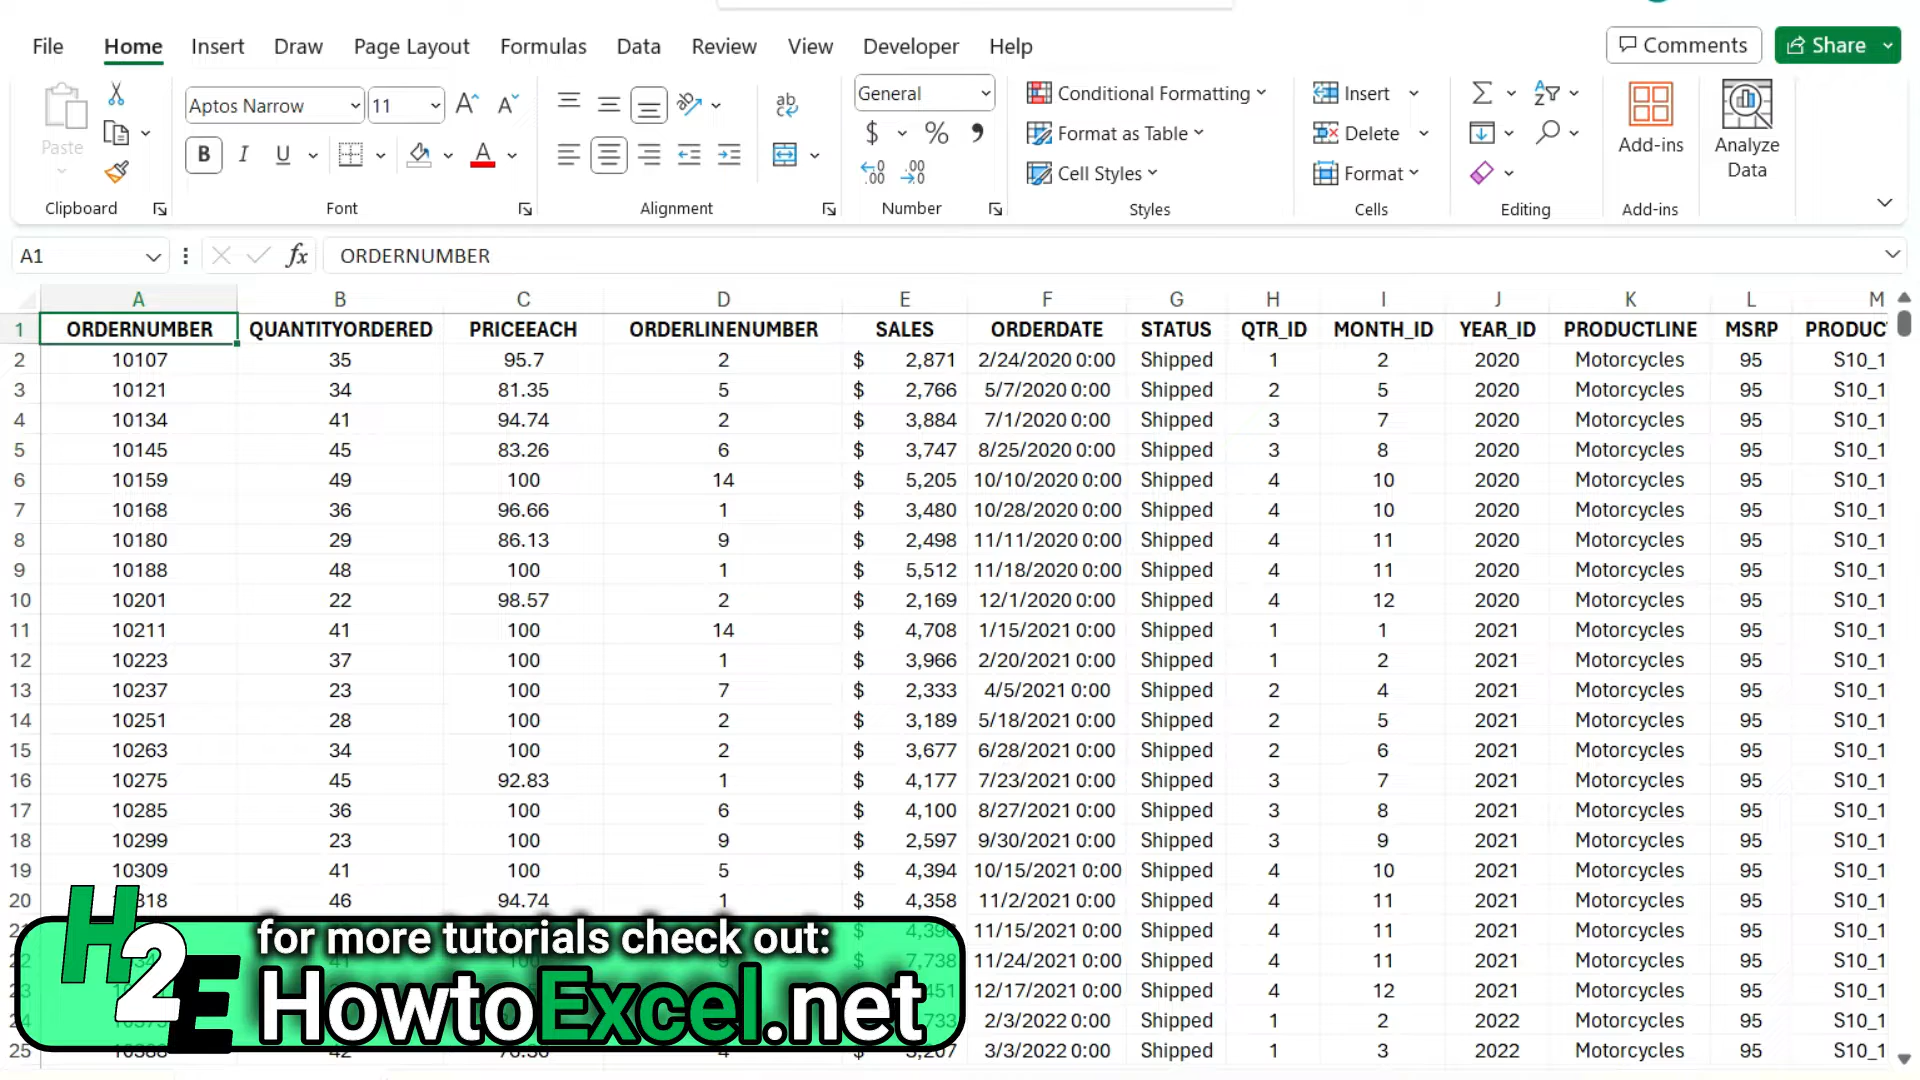 File Home Insert Draw Page Layout Formulas Data Review View Developer Help Comments Share
Aptos Narrow 11 ab General Conditional Formatting Insert
Paste B I U A $ % Format as Table Delete Add-ins Analyze Data
Cell Styles Format
Clipboard Font Alignment Number Styles Cells Editing Add-ins
A1 fx ORDERNUMBER
A B C D E F G H I J K L M
1 ORDERNUMBER QUANTITYORDERED PRICEEACH ORDERLINENUMBER SALES ORDERDATE STATUS QTR_ID MONTH_ID YEAR_ID PRODUCTLINE MSRP PRODUC
2 10107 35 95.7 2 $ 2,871 2/24/2020 0:00 Shipped 1 2 2020 Motorcycles 95 S10_1
3 10121 34 81.35 5 $ 2,766 5/7/2020 0:00 Shipped 2 5 2020 Motorcycles 95 S10_1
4 10134 41 94.74 2 $ 3,884 7/1/2020 0:00 Shipped 3 7 2020 Motorcycles 95 S10_1
5 10145 45 83.26 6 $ 3,747 8/25/2020 0:00 Shipped 3 8 2020 Motorcycles 95 S10_1
6 10159 49 100 14 $ 5,205 10/10/2020 0:00 Shipped 4 10 2020 Motorcycles 95 S10_1
7 10168 36 96.66 1 $ 3,480 10/28/2020 0:00 Shipped 4 10 2020 Motorcycles 95 S10_1
8 10180 29 86.13 9 $ 2,498 11/11/2020 0:00 Shipped 4 11 2020 Motorcycles 95 S10_1
9 10188 48 100 1 $ 5,512 11/18/2020 0:00 Shipped 4 11 2020 Motorcycles 95 S10_1
10 10201 22 98.57 2 $ 2,169 12/1/2020 0:00 Shipped 4 12 2020 Motorcycles 95 S10_1
11 10211 41 100 14 $ 4,708 1/15/2021 0:00 Shipped 1 1 2021 Motorcycles 95 S10_1
12 10223 37 100 1 $ 3,966 2/20/2021 0:00 Shipped 1 2 2021 Motorcycles 95 S10_1
13 10237 23 100 7 $ 2,333 4/5/2021 0:00 Shipped 2 4 2021 Motorcycles 95 S10_1
14 10251 28 100 2 $ 3,189 5/18/2021 0:00 Shipped 2 5 2021 Motorcycles 95 S10_1
15 10263 34 100 2 $ 3,677 6/28/2021 0:00 Shipped 2 6 2021 Motorcycles 95 S10_1
16 10275 45 92.83 1 $ 4,177 7/23/2021 0:00 Shipped 3 7 2021 Motorcycles 95 S10_1
17 10285 36 100 6 $ 4,100 8/27/2021 0:00 Shipped 3 8 2021 Motorcycles 95 S10_1
18 10299 23 100 9 $ 2,597 9/30/2021 0:00 Shipped 3 9 2021 Motorcycles 95 S10_1
19 10309 41 100 5 $ 4,394 10/15/2021 0:00 Shipped 4 10 2021 Motorcycles 95 S10_1
20 318 46 94.74 1 $ 4,358 11/2/2021 0:00 Shipped 4 11 2021 Motorcycles 95 S10_1
11/15/2021 0:00 Shipped 4 11 2021 Motorcycles 95 S10_1
7,738 11/24/2021 0:00 Shipped 4 11 2021 Motorcycles 95 S10_1
451 12/17/2021 0:00 Shipped 4 12 2021 Motorcycles 95 S10_1
733 2/3/2022 0:00 Shipped 1 2 2022 Motorcycles 95 S10_1
25 3/3/2022 0:00 Shipped 1 3 2022 Motorcycles 95 S10_1
H2E
for more tutorials check out:
HowtoExcel.net